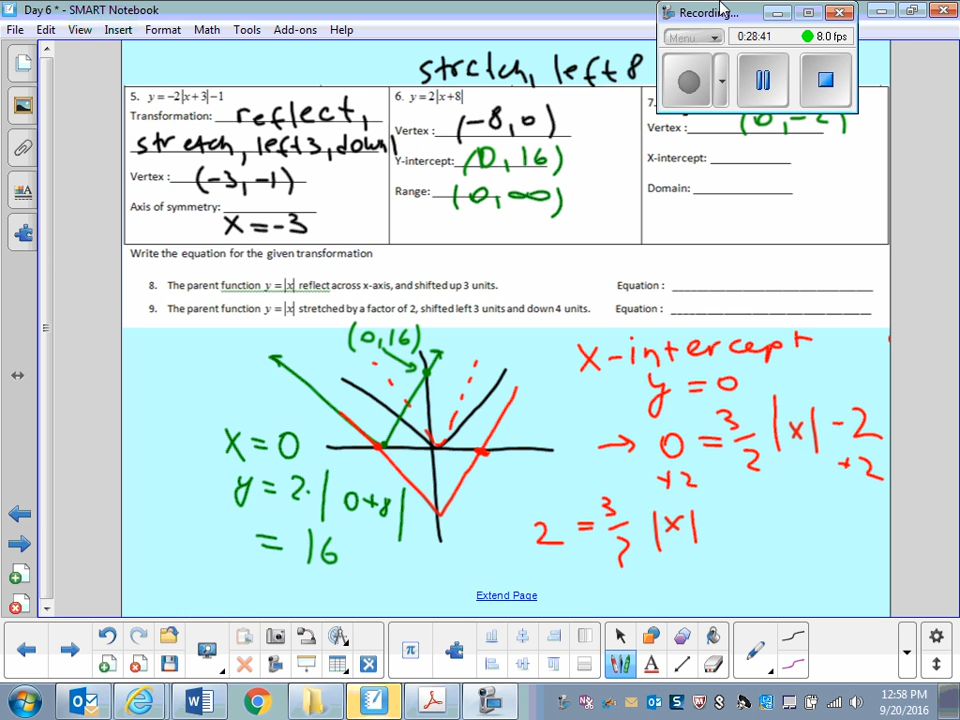 Day 6 * - SMART Notebook
Recording...
File Edit View Insert Format Math Tools Add-ons Help
Menu 0:28:41 8.0 fps
stretch, left 8
5. y=-2|x+3|-1
Transformation: reflect,
stretch, left 3, down 1
Vertex : (-3, -1)
Axis of symmetry:
x = -3
6. y=2|x+8|
Vertex : (-8, 0)
Y-intercept: (0, 16)
Range: (0, ∞)
7.
Vertex : (0, -2)
X-intercept:
Domain:
Write the equation for the given transformation
8. The parent function y=|x| reflect across x-axis, and shifted up 3 units. Equation :
9. The parent function y=|x| stretched by a factor of 2, shifted left 3 units and down 4 units. Equation :
(0, 16)
x = 0
y = 2·|0+8|
= 16
x-intercept
y = 0
→ 0 = 3/2 |x| - 2
+2 +2
2 = 3/2 |x|
Extend Page
12:58 PM
9/20/2016